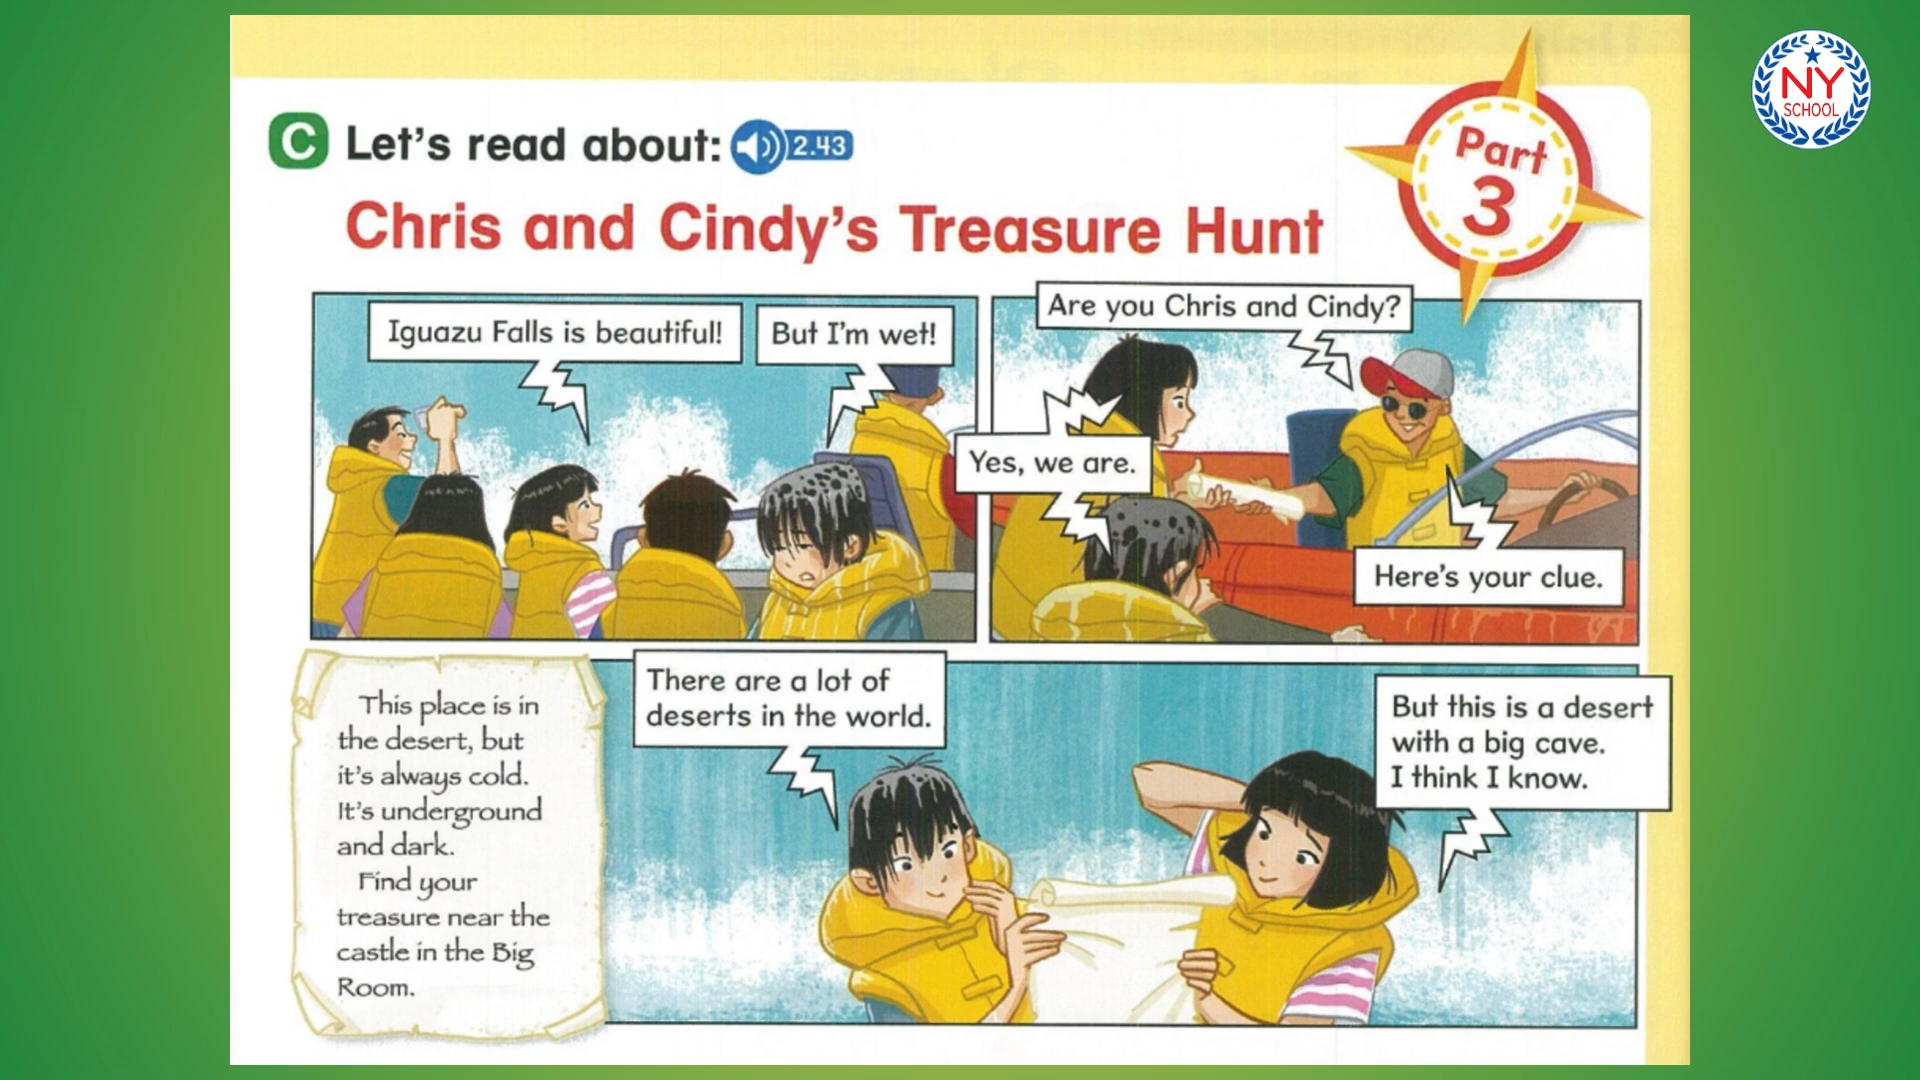 NY
SCHOOL
C Let's read about: 2.43
Part
3
Chris and Cindy's Treasure Hunt
Iguazu Falls is beautiful!
But I'm wet!
Are you Chris and Cindy?
Yes, we are.
Here's your clue.
This place is in
the desert, but
it's always cold.
It's underground
and dark.
Find your
treasure near the
castle in the Big
Room.
There are a lot of
deserts in the world.
But this is a desert
with a big cave.
I think I know.